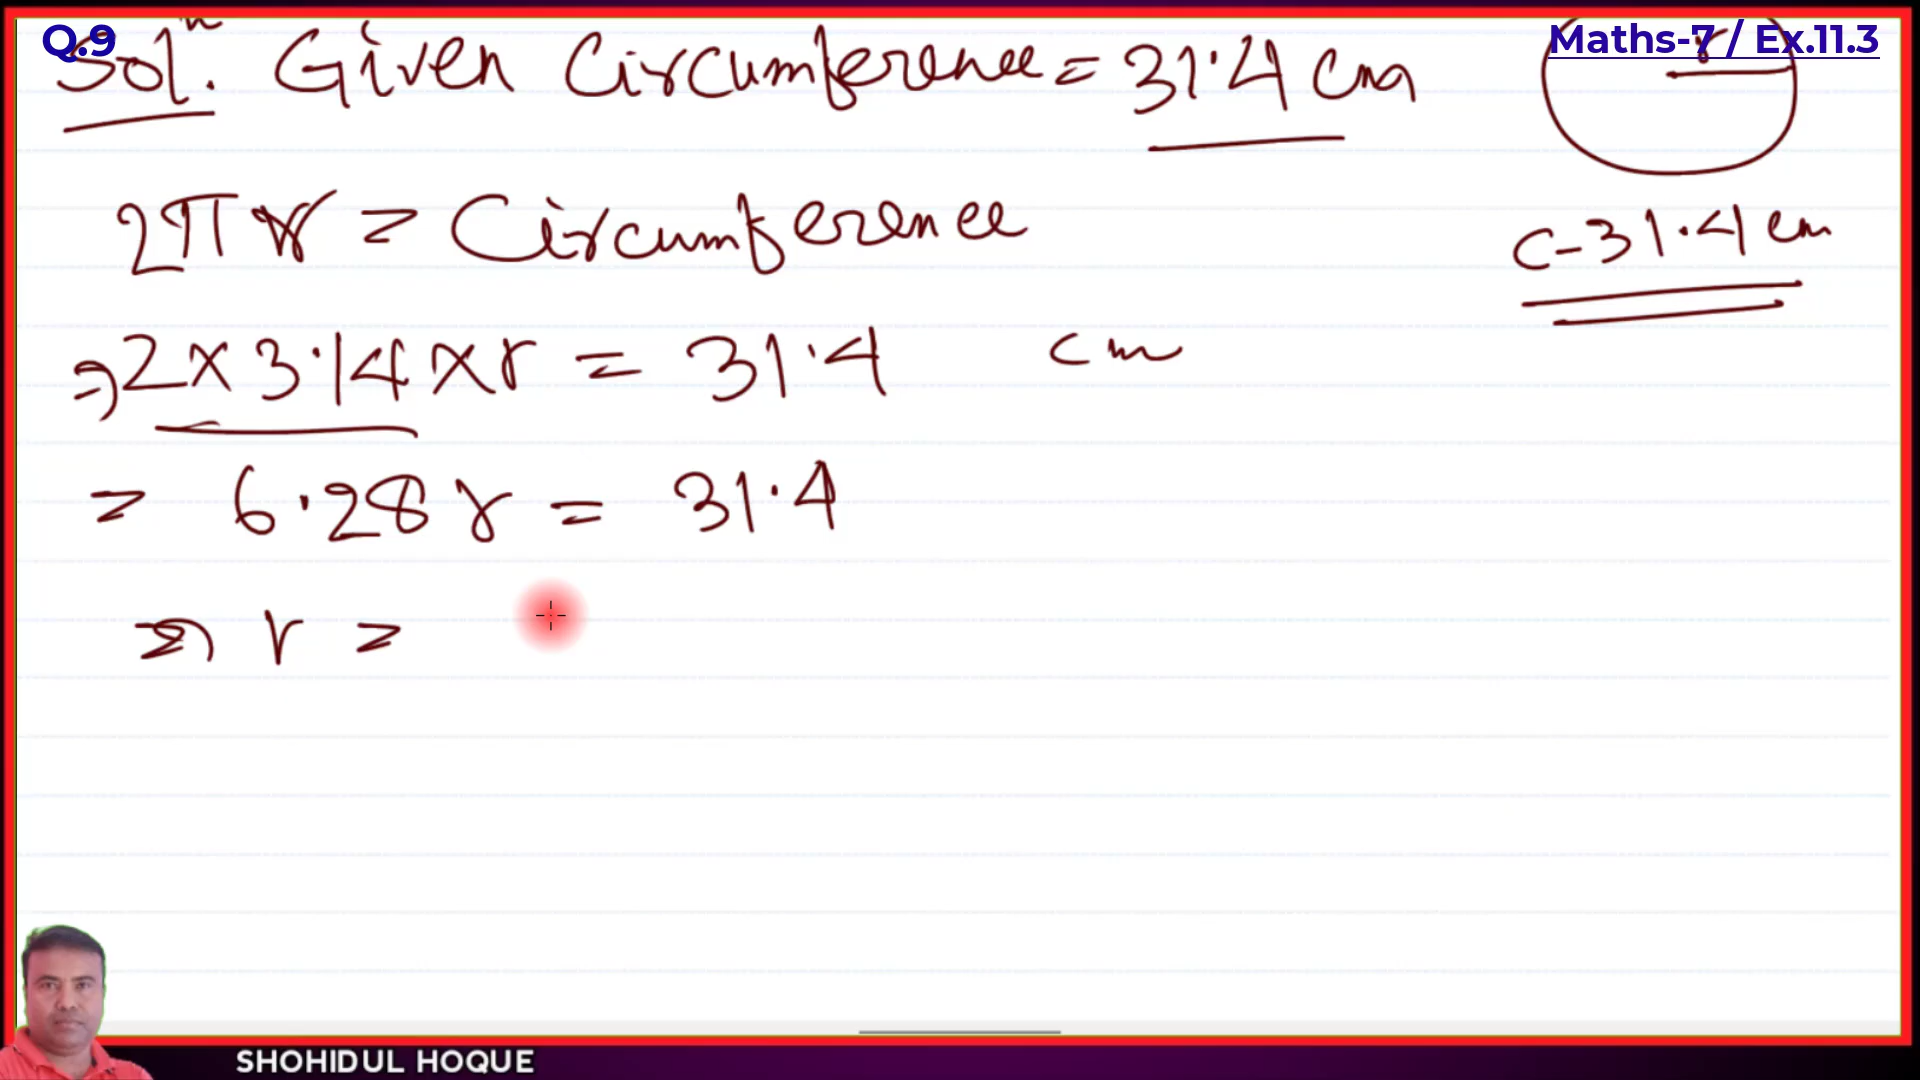 Q.9
Maths-7 / Ex.11.3
Solⁿ. Given Circumference = 31.4 cm
r
2πr = Circumference
C-31.4 cm
⇒ 2×3.14×r = 31.4 cm
= 6.28r = 31.4
⇒ r =
SHOHIDUL HOQUE